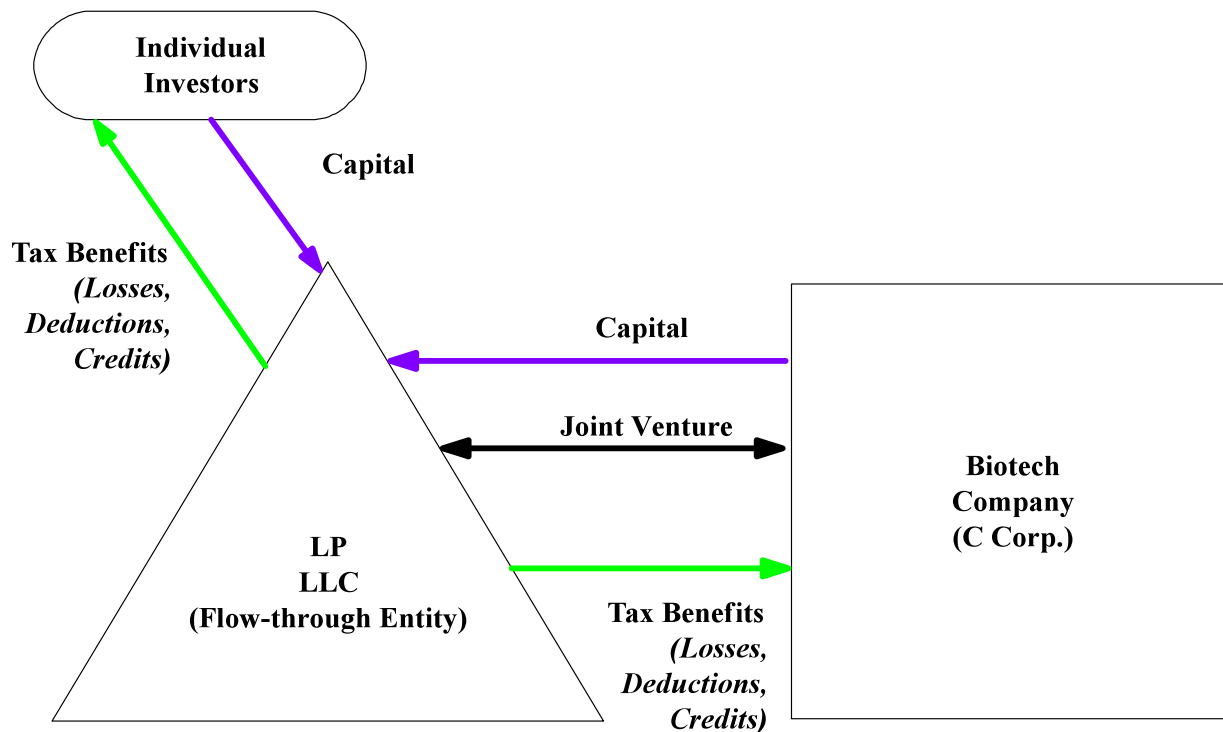 Individual
Investors
Capital
Tax Benefits
(Losses,
Deductions,
Credits)
Capital
Joint Venture
Biotech
Company
(C Corp.)
LP
LLC
(Flow-through Entity)
Tax Benefits
(Losses,
Deductions,
Credits)